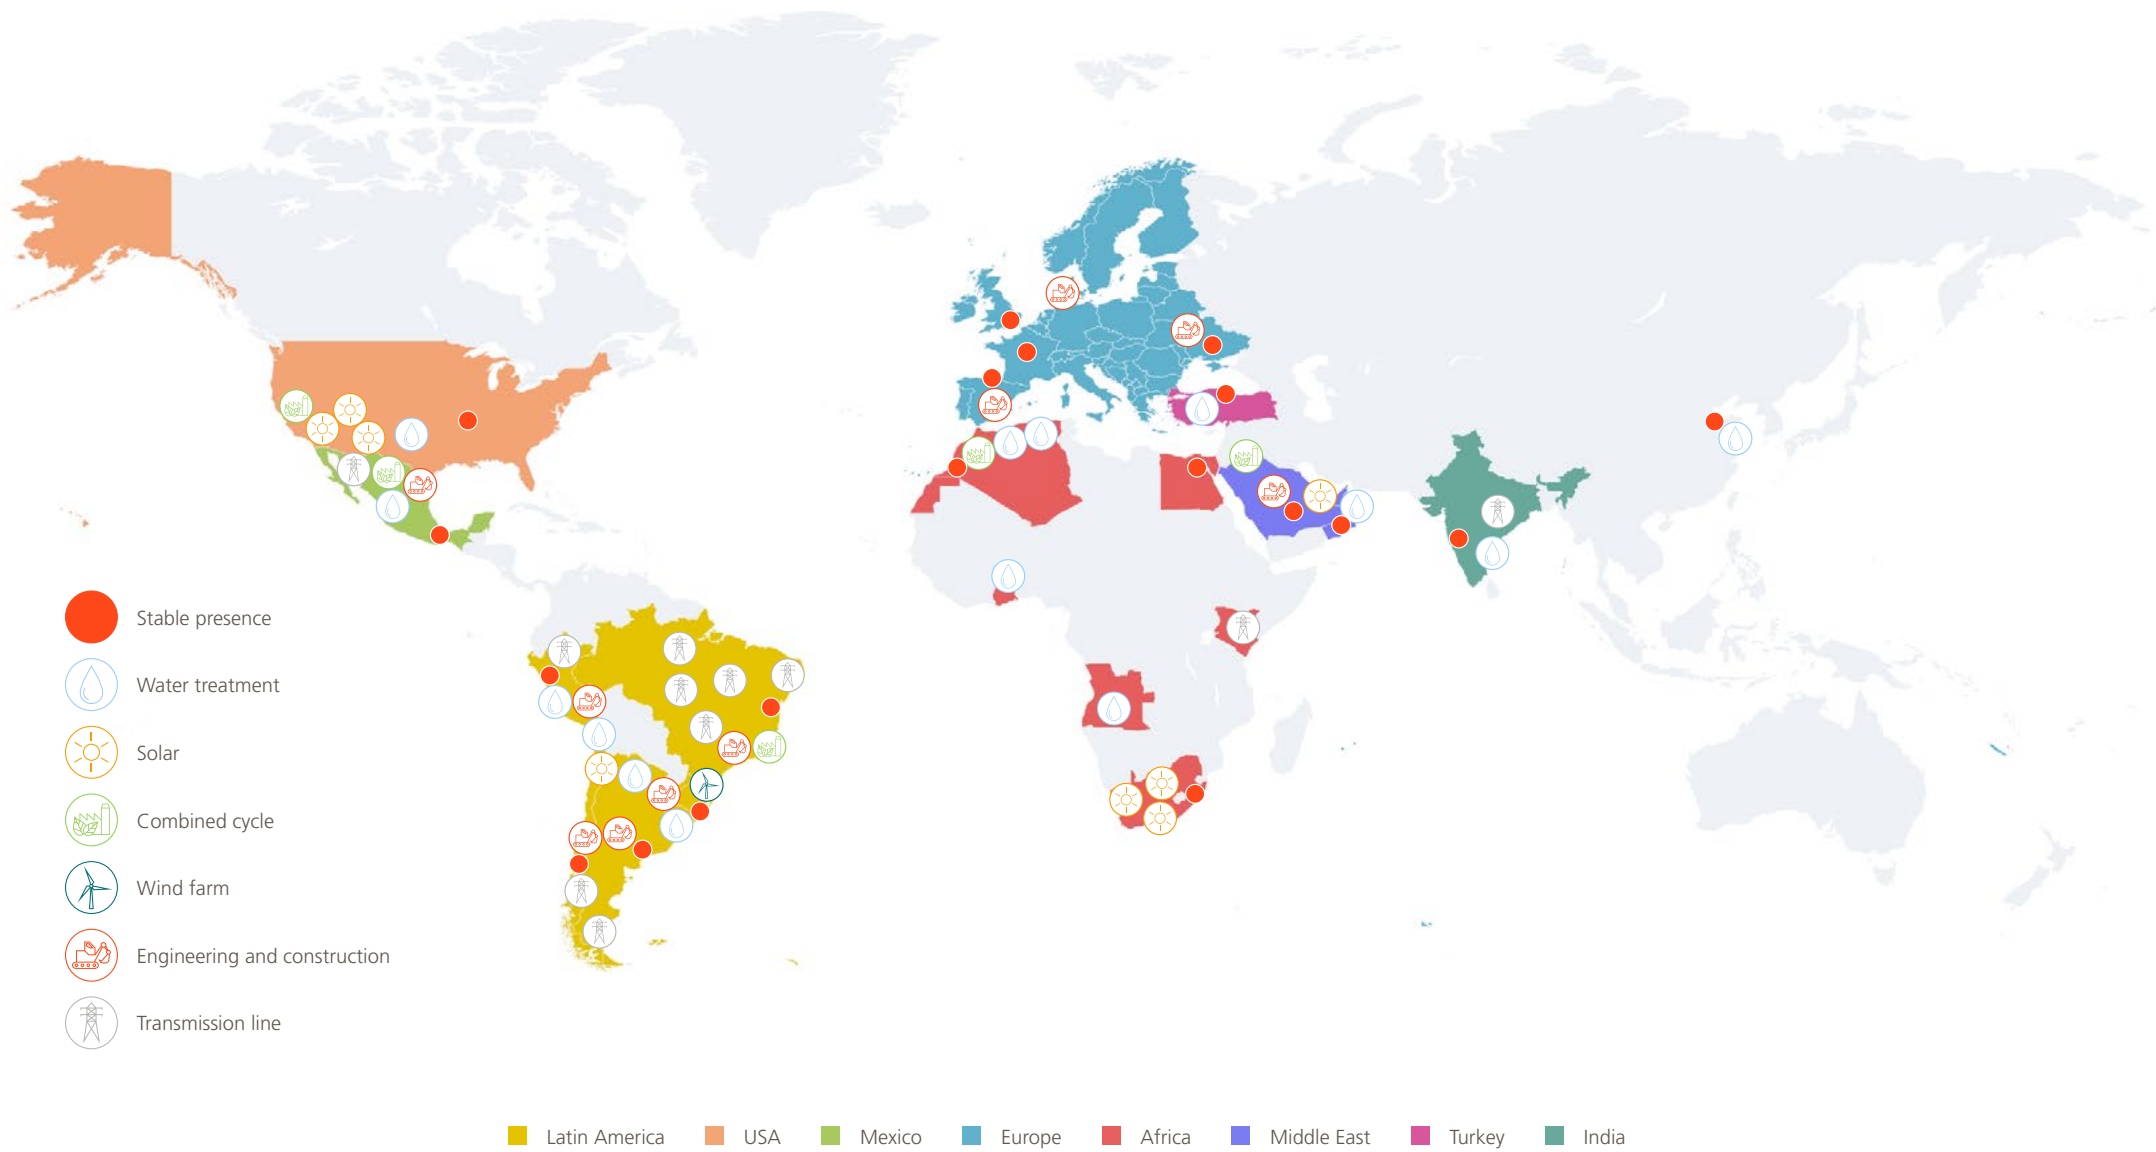 Stable presence
Water treatment
Solar
Combined cycle
Wind farm
Engineering and construction
Transmission line
Latin America
USA
Mexico
Europe
Africa
Middle East
Turkey
India